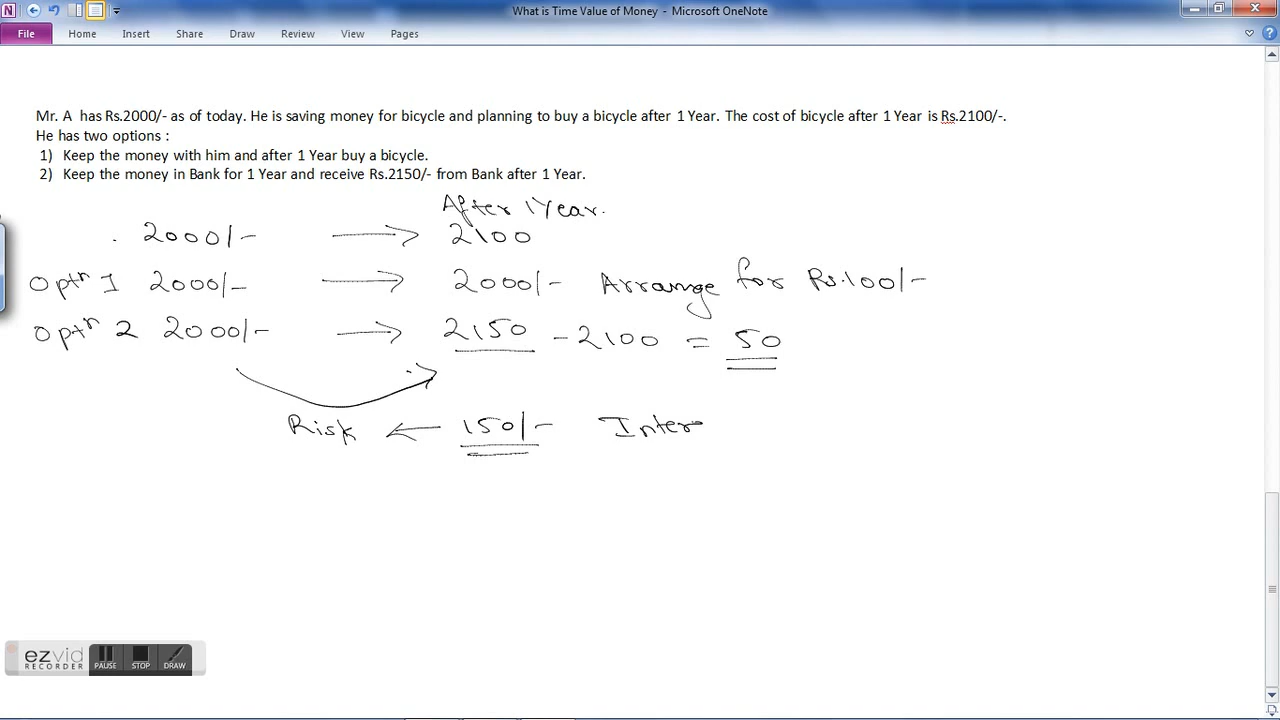 What is Time Value of Money - Microsoft OneNote
File Home Insert Share Draw Review View Pages
Mr. A has Rs.2000/- as of today. He is saving money for bicycle and planning to buy a bicycle after 1 Year. The cost of bicycle after 1 Year is Rs.2100/-.
He has two options :
1) Keep the money with him and after 1 Year buy a bicycle.
2) Keep the money in Bank for 1 Year and receive Rs.2150/- from Bank after 1 Year.
After 1 Year.
2000/- → 2100
Optn 1 2000/- → 2000/- Arrange for Rs.100/-
Optn 2 2000/- → 2150 - 2100 = 50
Risk ← 150/- Inter
ezvid
RECORDER
PAUSE STOP DRAW